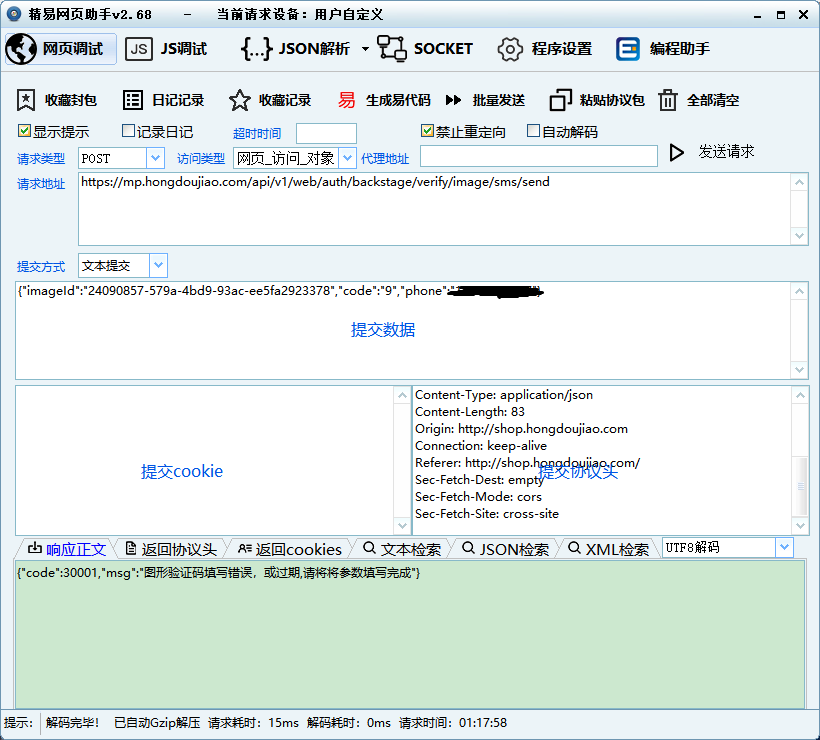 精易网页助手v2.68 - 当前请求设备：用户自定义
网页调试 JS JS调试 {...} JSON解析 SOCKET 程序设置 编程助手
收藏封包 日记记录 收藏记录 易 生成易代码 批量发送 粘贴协议包 全部清空
显示提示 记录日记 超时时间 禁止重定向 自动解码
请求类型 POST 访问类型 网页_访问_对象 代理地址 发送请求
请求地址 https://mp.hongdoujiao.com/api/v1/web/auth/backstage/verify/image/sms/send
提交方式 文本提交
{"imageId":"24090857-579a-4bd9-93ac-ee5fa2923378","code":"9","phone":"
提交数据
提交cookie
Content-Type: application/json
Content-Length: 83
Origin: http://shop.hongdoujiao.com
Connection: keep-alive
Referer: http://shop.hongdoujiao.com/
提交协议头
Sec-Fetch-Dest: empty
Sec-Fetch-Mode: cors
Sec-Fetch-Site: cross-site
响应正文 返回协议头 返回cookies 文本检索 JSON检索 XML检索 UTF8解码
{"code":30001,"msg":"图形验证码填写错误，或过期,请将将参数填写完成"}
提示: 解码完毕! 已自动Gzip解压 请求耗时：15ms 解码耗时：0ms 请求时间：01:17:58